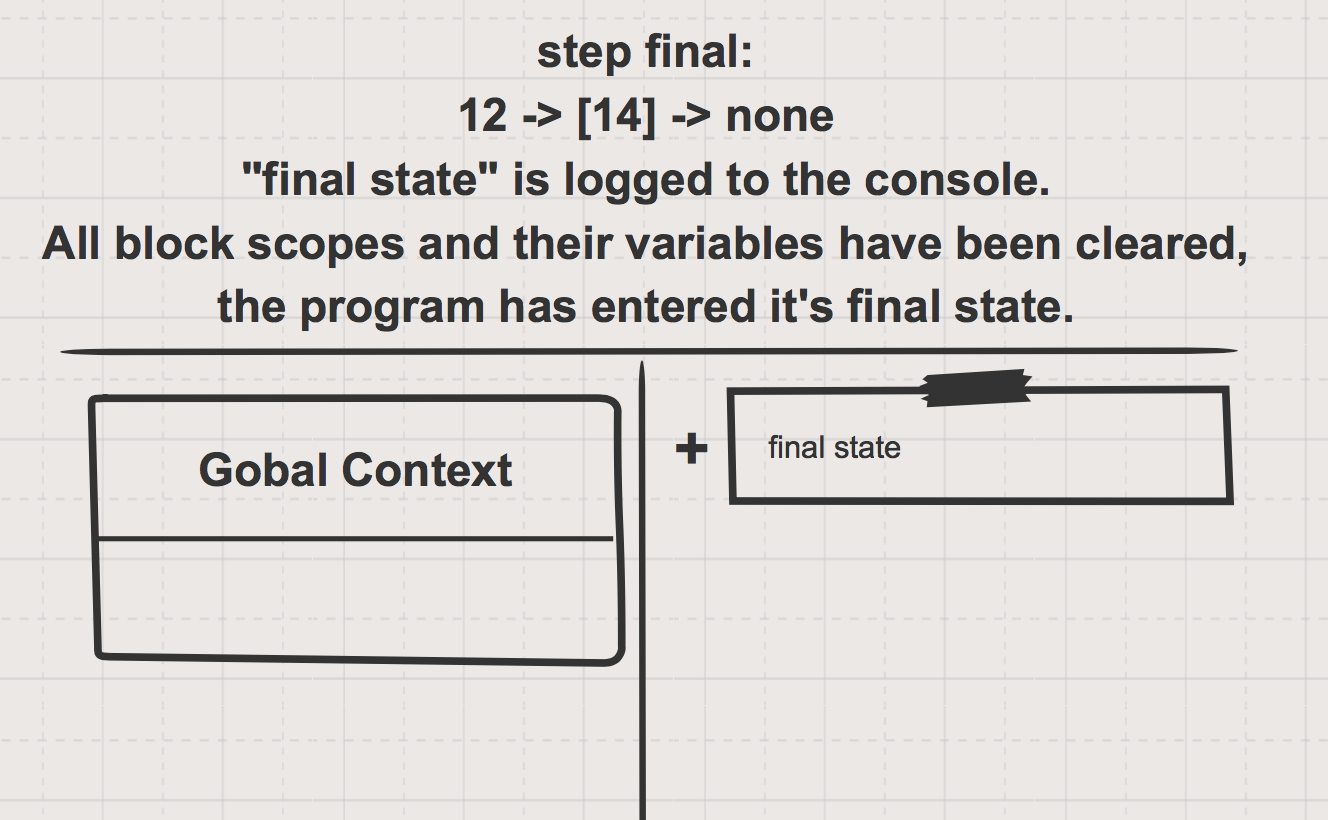 step final:
12 -> [14] -> none
"final state" is logged to the console.
All block scopes and their variables have been cleared,
the program has entered it's final state.
Gobal Context
+
final state